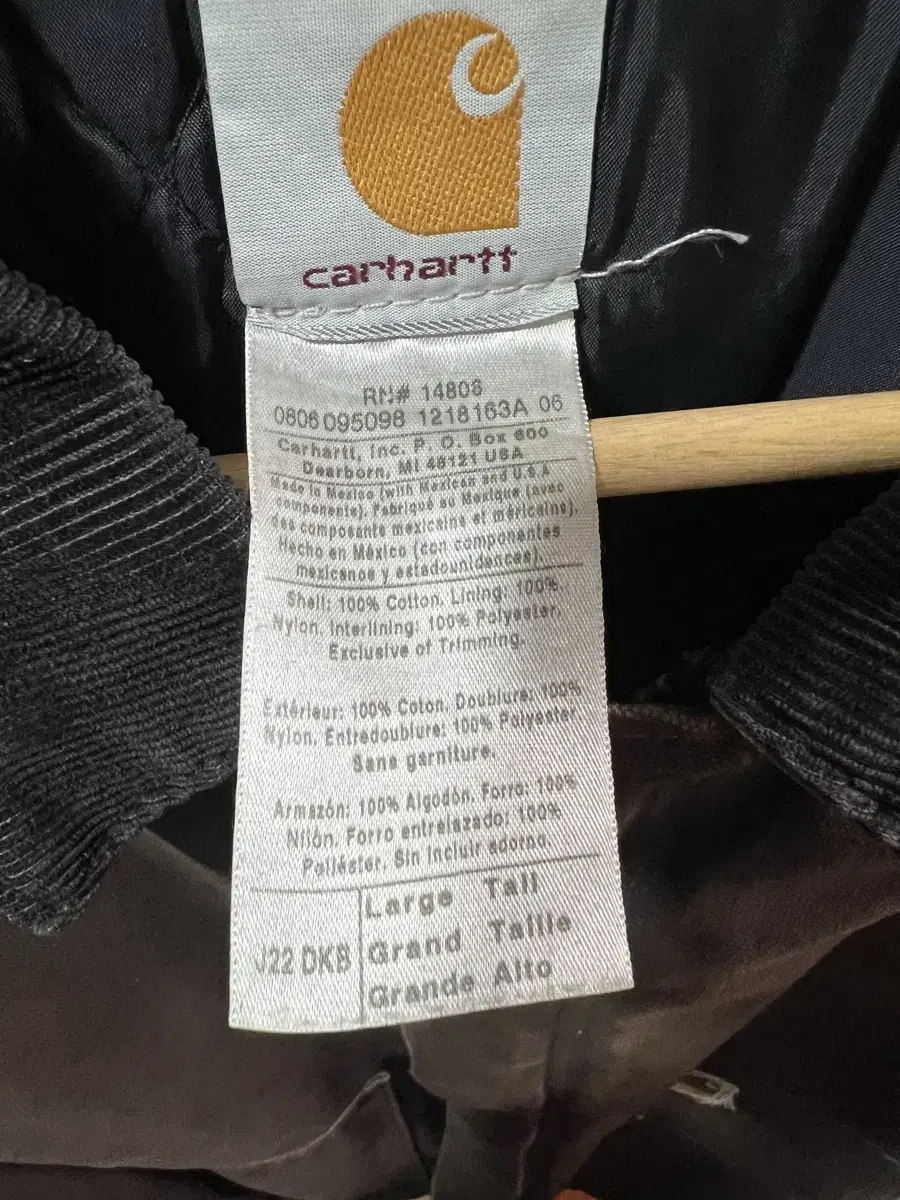 carhartt
RN# 14806
0806095098 1218163A 06
Carhartt, Inc. P. O. Box 600
Dearborn, MI 48121 USA
Made in Mexico (with Mexican and U.S.A
components). Fabriqué au Mexique (avec
des composants mexicains et méricains).
Hecho en México (con componentes
mexicanos y estadounidences).
Shell: 100% Cotton. Lining: 100%
Nylon. Interlining: 100% Polyester.
Exclusive of Trimming.
Extérieur: 100% Coton. Doublure: 100%
Nylon. Entredoublure: 100% Polyester.
Sans garniture.
Armazón: 100% Algodón. Forro: 100%
Nilón. Forro entrelazado: 100%
Poliéster. Sin incluir adorno.
J22 DKB
Large Tall
Grand Taille
Grande Alto